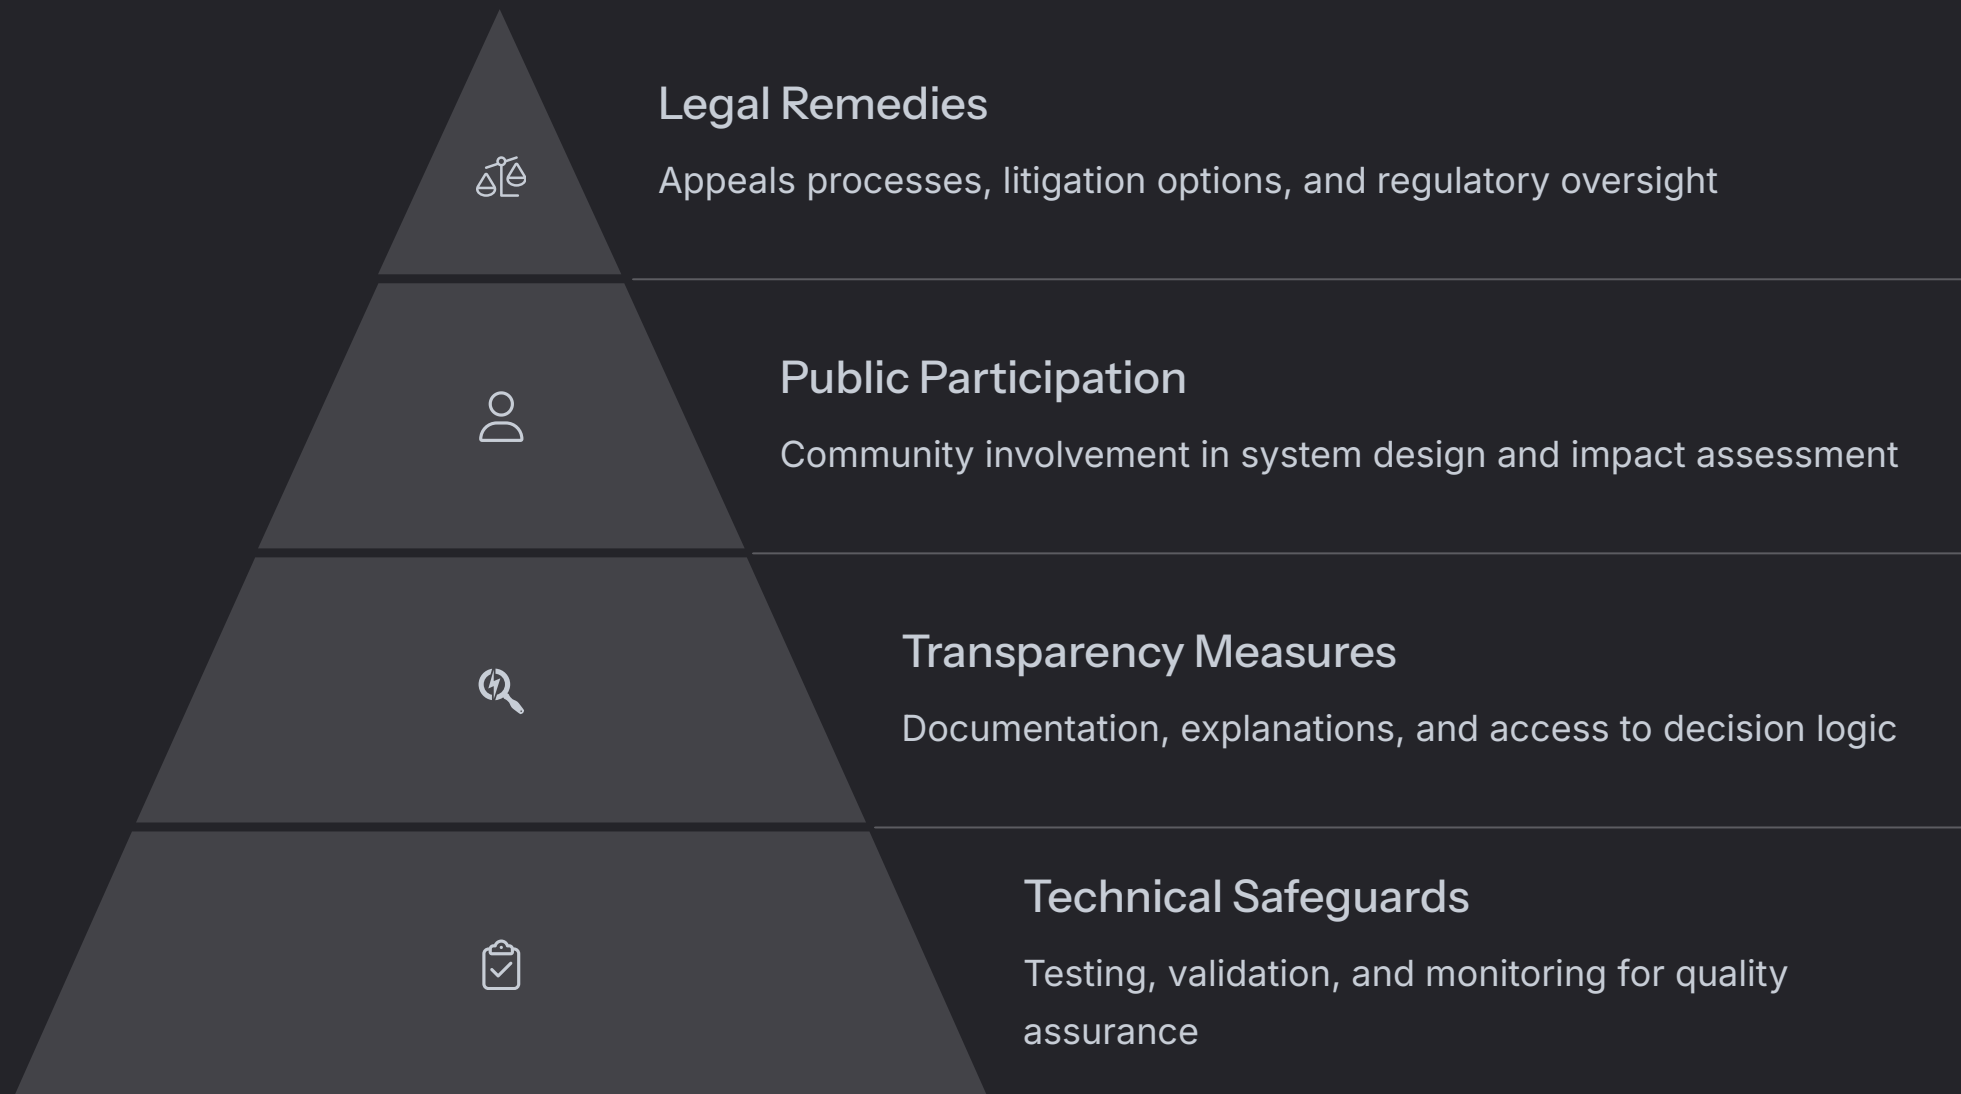 Legal Remedies
Appeals processes, litigation options, and regulatory oversight
Public Participation
Community involvement in system design and impact assessment
Transparency Measures
Documentation, explanations, and access to decision logic
Technical Safeguards
Testing, validation, and monitoring for quality
assurance